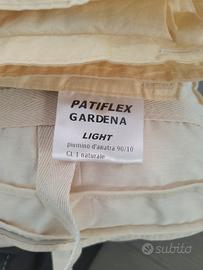 PATIFLEX
GARDENA
LIGHT
piumino d'anatra 90/10
Cl. 1 naturale
subito